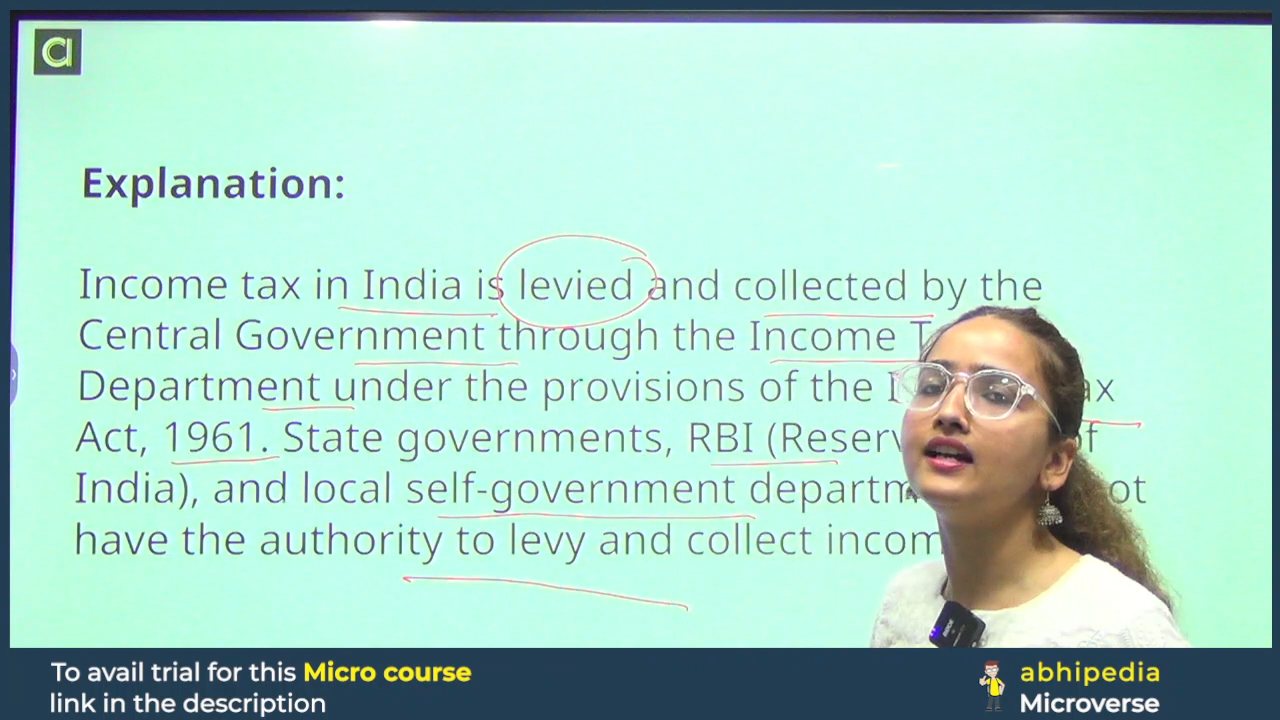 Explanation:
Income tax in India is levied and collected by the
Central Government through the Income T
Department under the provisions of the ax
Act, 1961. State governments, RBI (Reserv of
India), and local self-government departm ot
have the authority to levy and collect incom
To avail trial for this Micro course
link in the description
abhipedia
Microverse